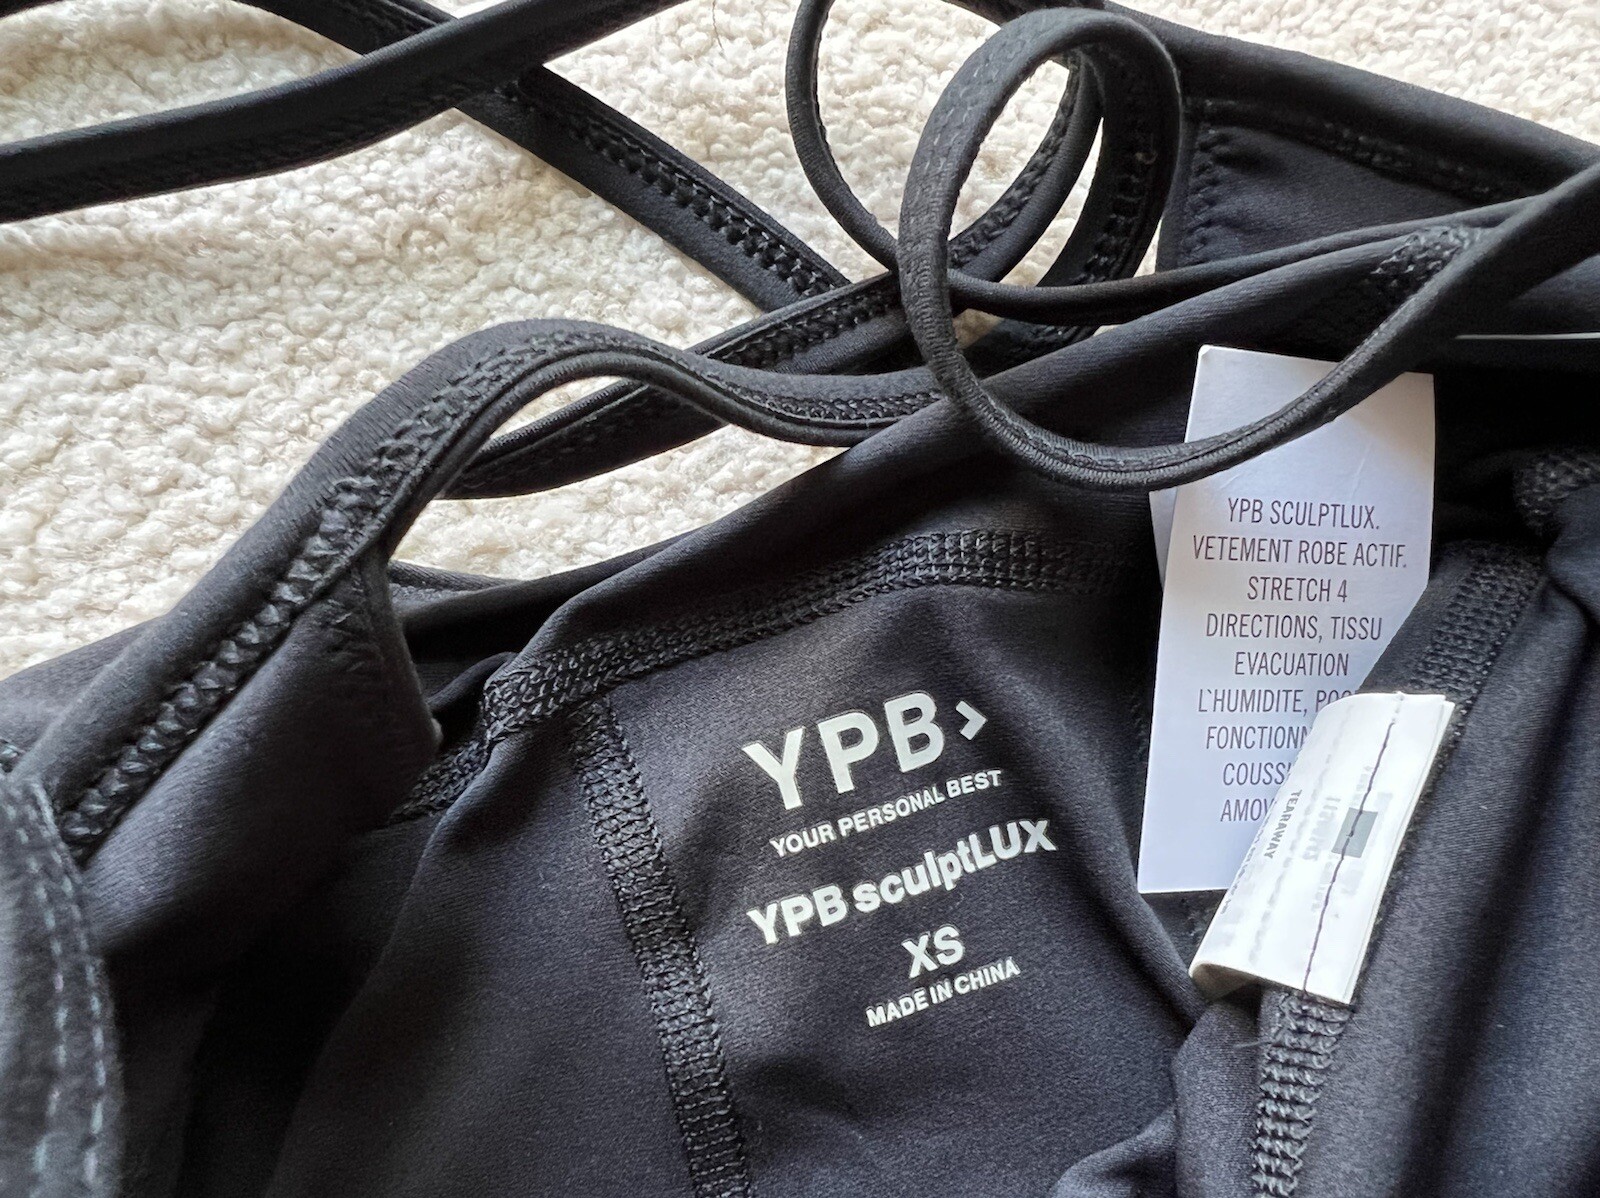 YPB>
YOUR PERSONAL BEST
YPB sculptLUX
XS
MADE IN CHINA
YPB SCULPTLUX.
VETEMENT ROBE ACTIF.
STRETCH 4
DIRECTIONS, TISSU
EVACUATION
L`HUMIDITE,
TEARAWAY